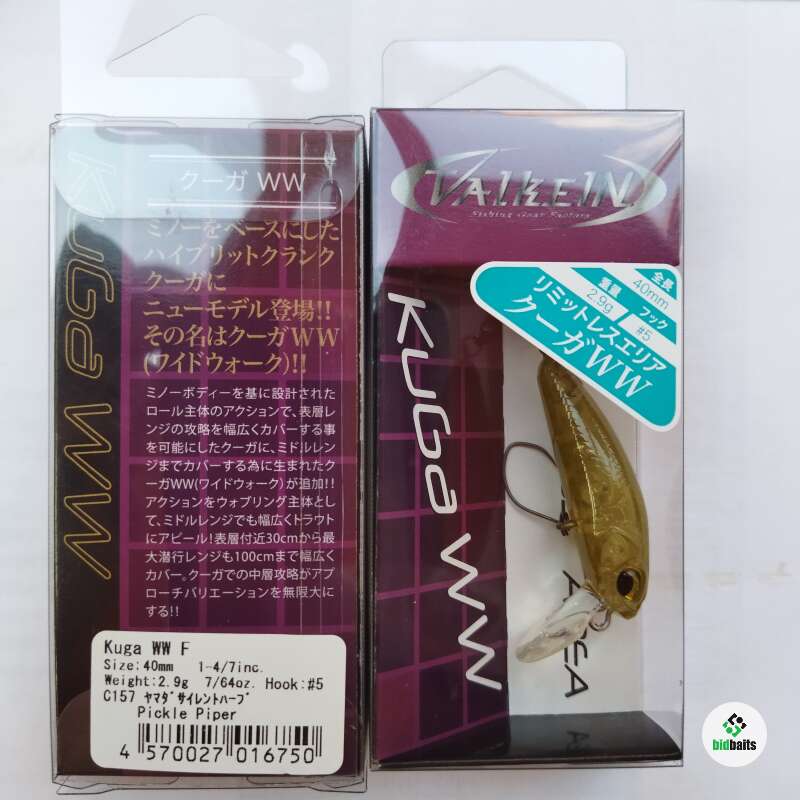 KUGa WW
クーガ WW
ミノーをベースにした
ハイブリットクランク
クーガに
ニューモデル登場!!
その名はクーガWW
(ワイドウォーク)!!
ミノーボディーを基に設計された
ロール主体のアクションで、表層レ
ンジの攻略を幅広くカバーする事
を可能にしたクーガに、ミドルレン
ジまでカバーする為に生まれたク
ーガWW(ワイドウォーク)が追加!!
アクションをウォブリング主体とし
て、ミドルレンジでも幅広くトラウト
にアピール!表層付近30cmから最
大潜行レンジも100cmまで幅広く
カバー。クーガでの中層攻略がアプ
ローチバリエーションを無限大に
する!!
Kuga WW F
Size:40mm 1-4/7inc.
Weight:2.9g 7/64oz. Hook:#5
C157 ヤマダサイレントハーブ
Pickle Piper
4 570027 016750
VALKEIN
Fishing Gear Factory
全長 40mm
重量 2.9g
フック #5
リミットレスエリア
クーガWW
KUGa WW
bidbaits